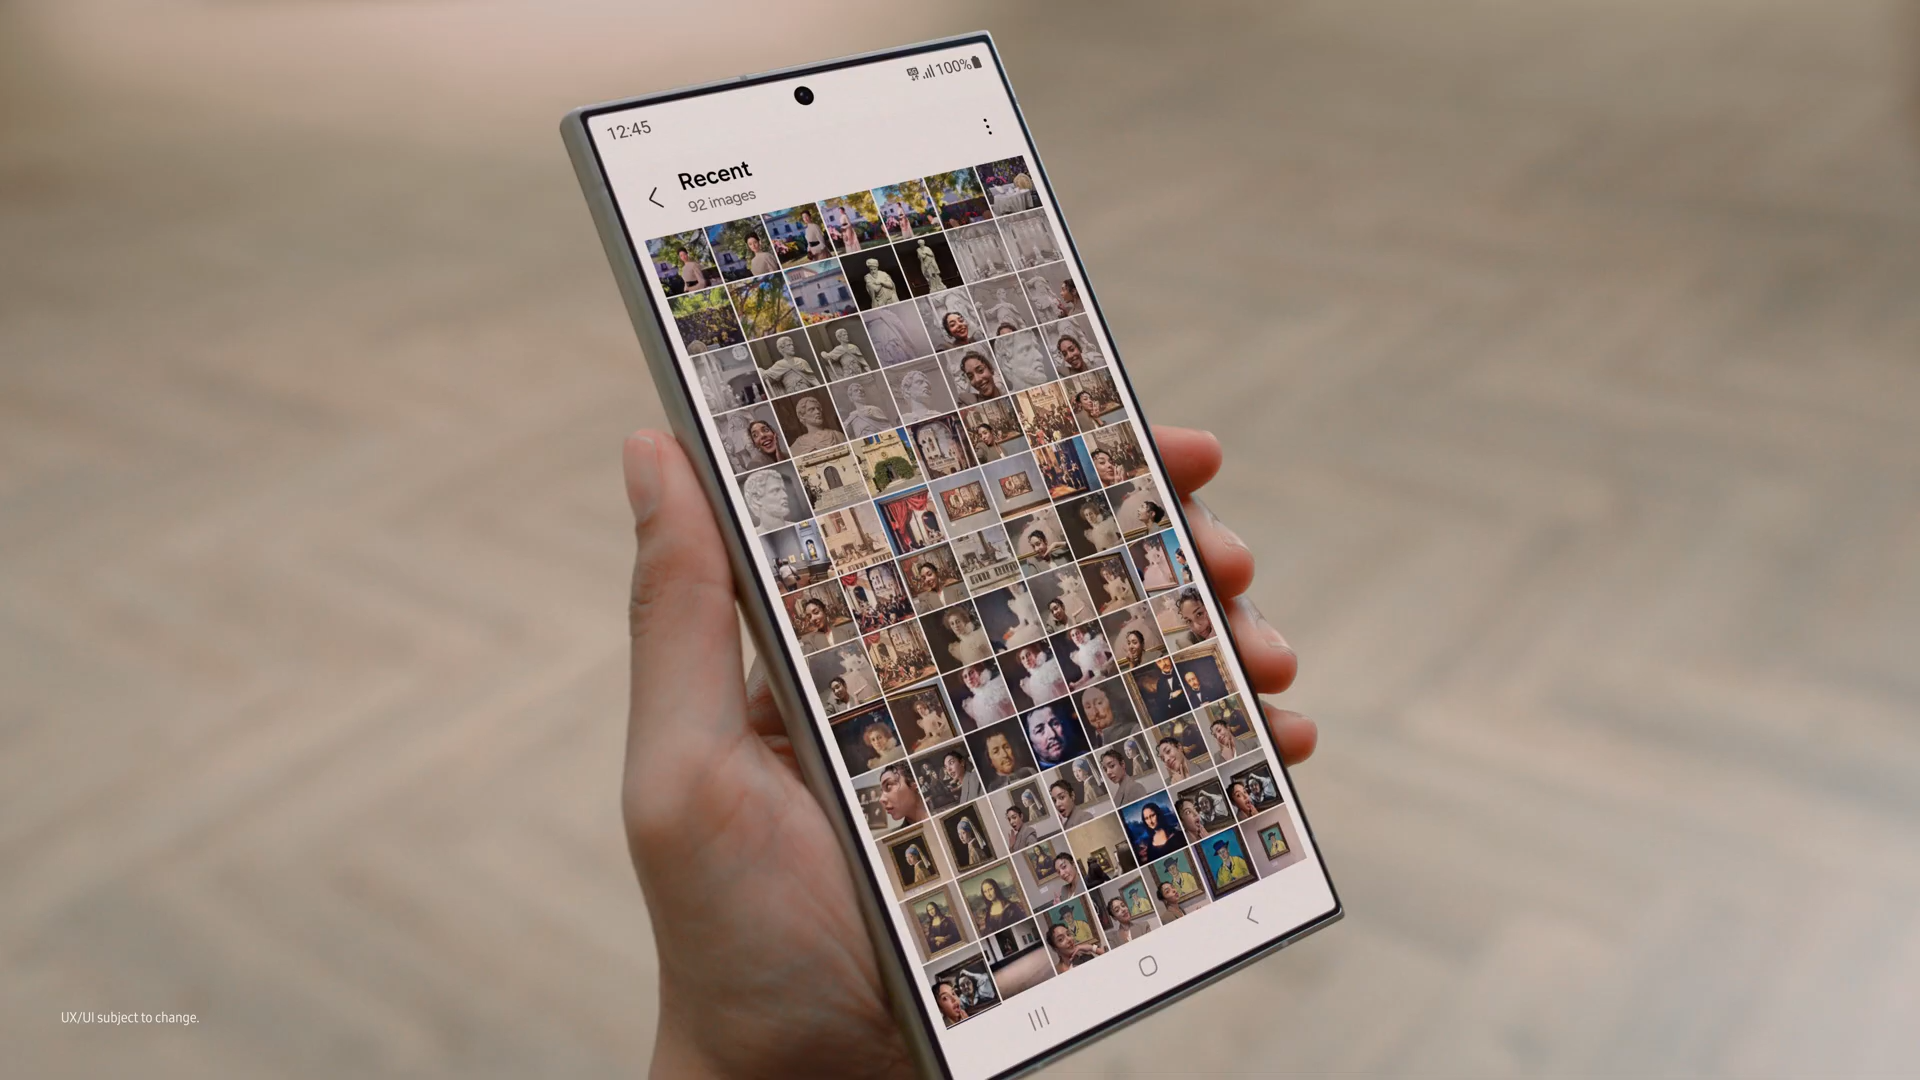 100%
12:45
Recent
92 images
UX/UI subject to change.